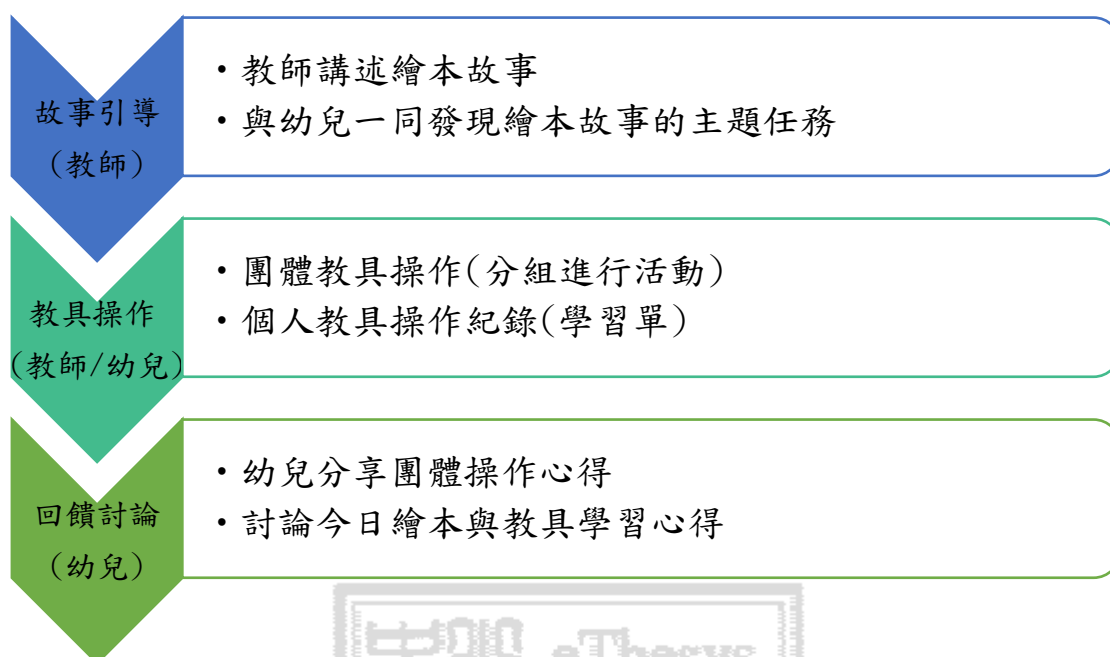 故事引導
(教師)
・教師講述繪本故事
・與幼兒一同發現繪本故事的主題任務
教具操作
(教師/幼兒)
・團體教具操作(分組進行活動)
・個人教具操作紀錄(學習單)
回饋討論
(幼兒)
・幼兒分享團體操作心得
・討論今日繪本與教具學習心得